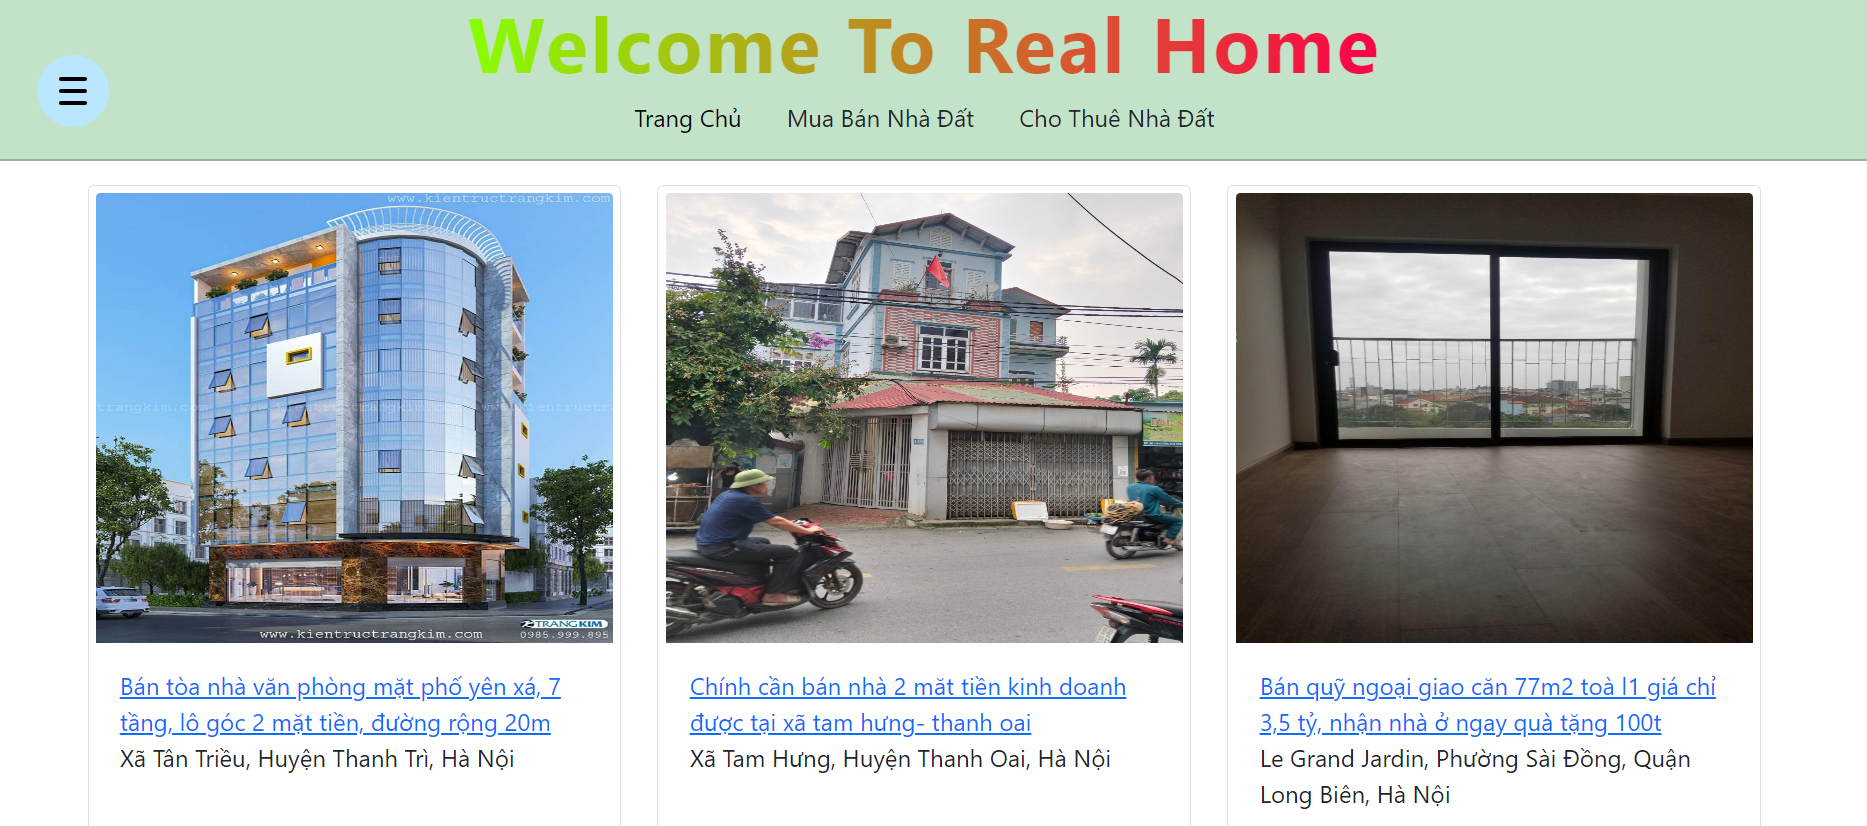 Welcome To Real Home
Trang Chủ Mua Bán Nhà Đất Cho Thuê Nhà Đất
www.kientructrangkim.com
www.kientructrangkim.com
TRANGKIM
0985.999.895
Bán tòa nhà văn phòng mặt phố yên xá, 7
tầng, lô góc 2 mặt tiền, đường rộng 20m
Xã Tân Triều, Huyện Thanh Trì, Hà Nội
Chính cần bán nhà 2 măt tiền kinh doanh
được tại xã tam hưng- thanh oai
Xã Tam Hưng, Huyện Thanh Oai, Hà Nội
Bán quỹ ngoại giao căn 77m2 toà l1 giá chỉ
3,5 tỷ, nhận nhà ở ngay quà tặng 100t
Le Grand Jardin, Phường Sài Đồng, Quận
Long Biên, Hà Nội